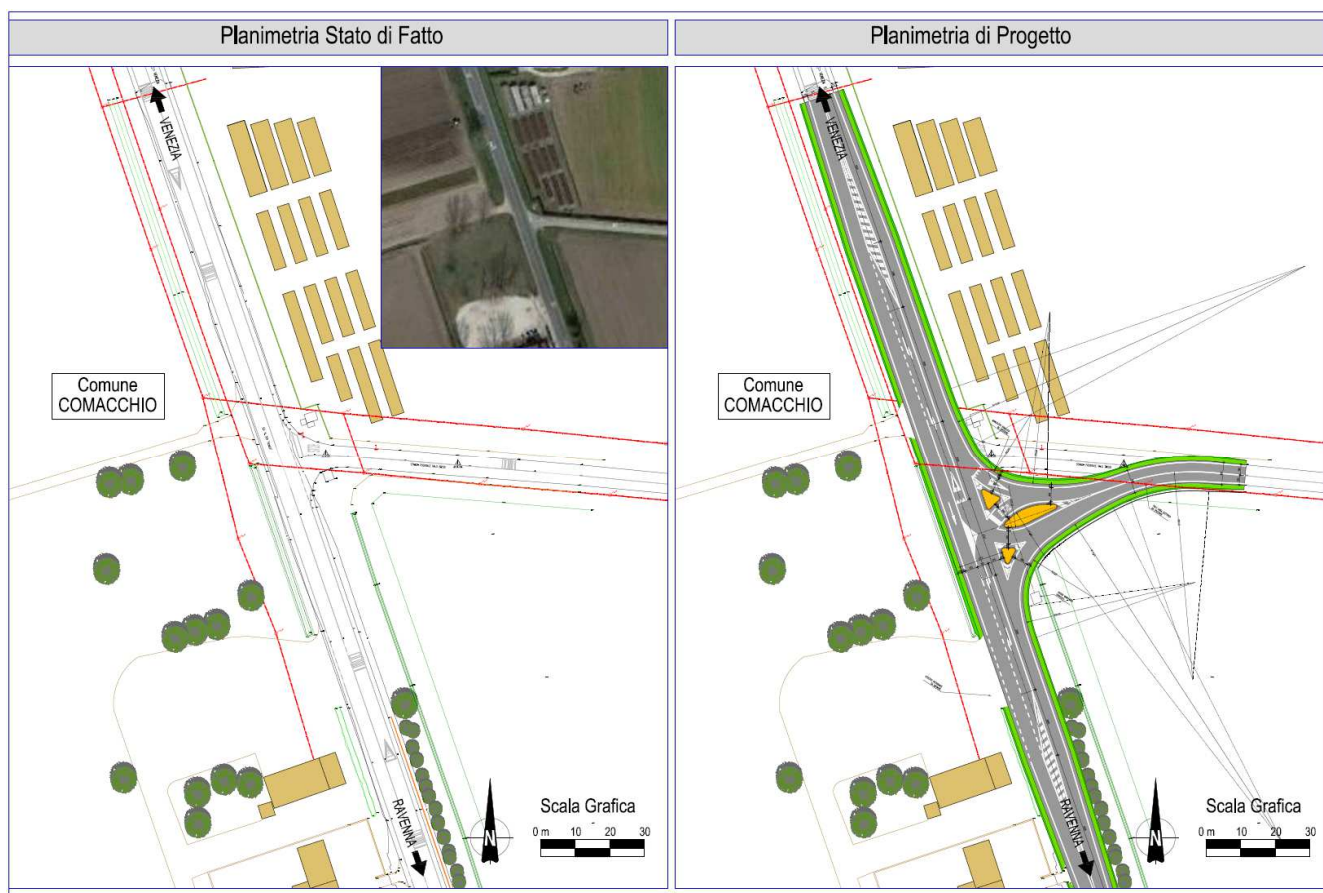 Planimetria Stato di Fatto
VENEZIA
Comune
COMACCHIO
RAVENNA
N
Scala Grafica
0 m 10 20 30
Planimetria di Progetto
VENEZIA
Comune
COMACCHIO
RAVENNA
N
Scala Grafica
0 m 10 20 30